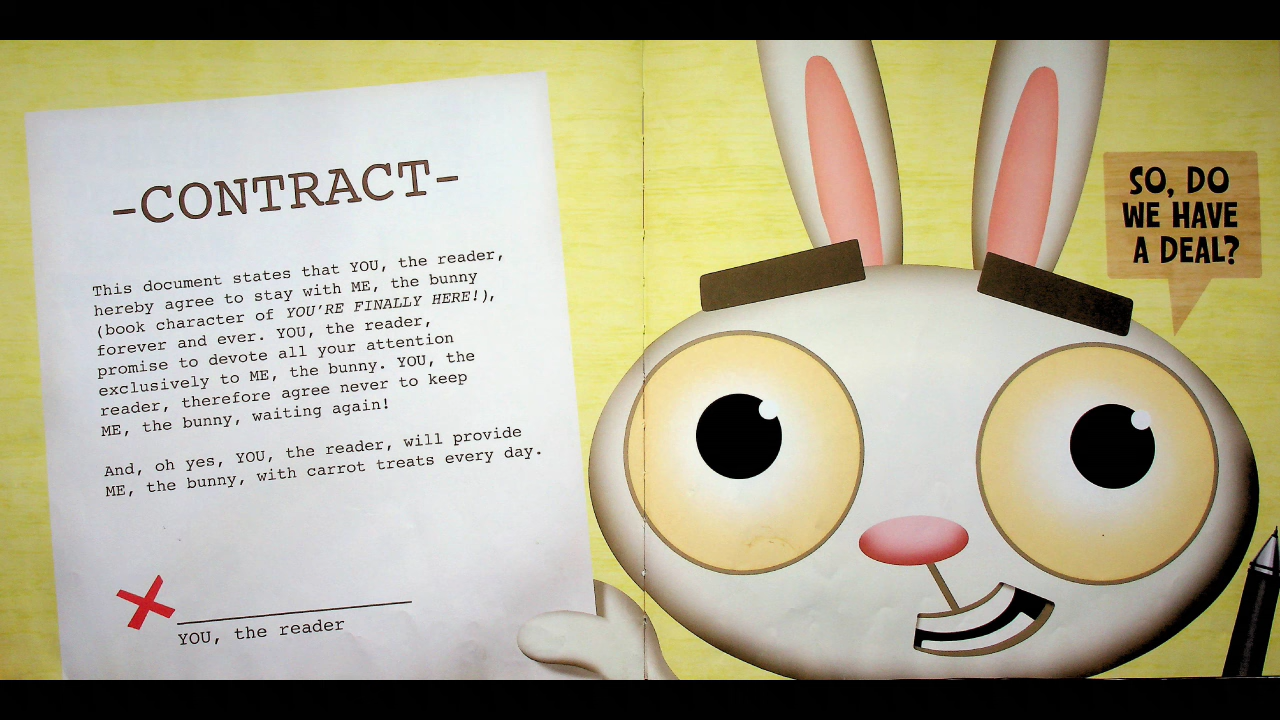 -CONTRACT-
This document states that YOU, the reader,
hereby agree to stay with ME, the bunny
(book character of YOU'RE FINALLY HERE!),
forever and ever. YOU, the reader,
promise to devote all your attention
exclusively to ME, the bunny. YOU, the
reader, therefore agree never to keep
ME, the bunny, waiting again!
And, oh yes, YOU, the reader, will provide
ME, the bunny, with carrot treats every day.
YOU, the reader
SO, DO
WE HAVE
A DEAL?